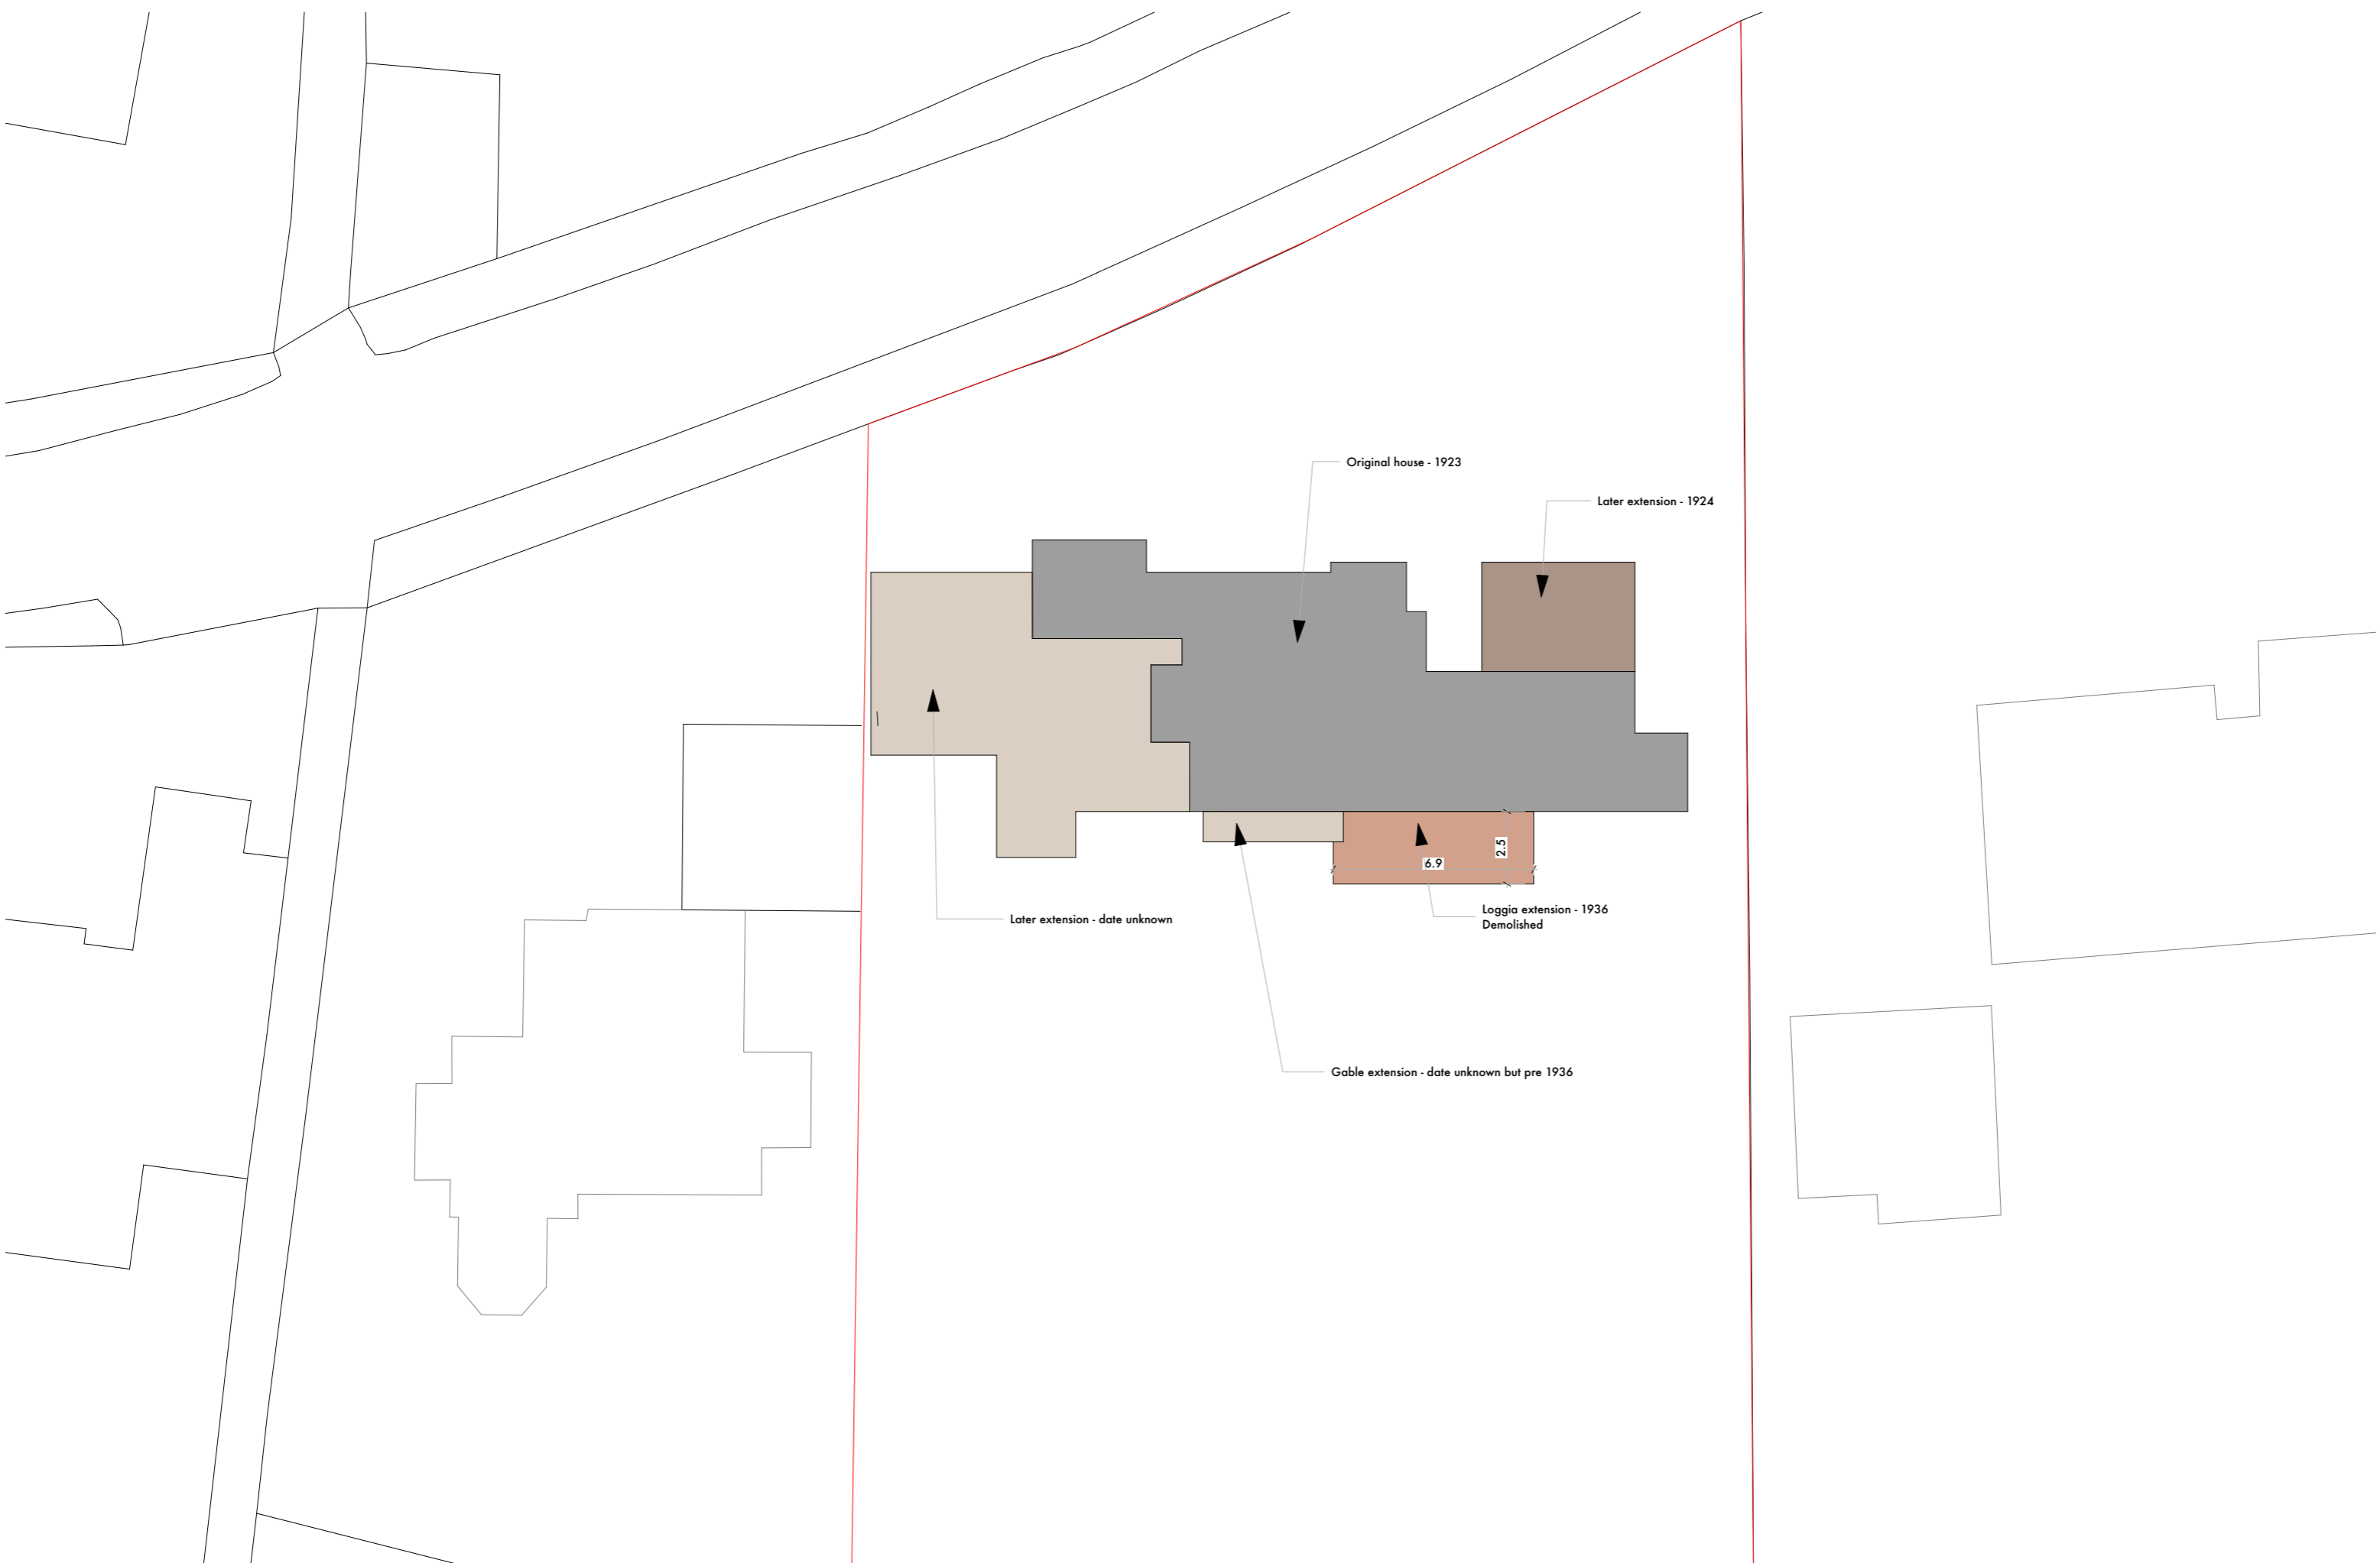 Original house - 1923
Later extension - 1924
2.5
6.9
Loggia extension - 1936
Demolished
Later extension - date unknown
Gable extension - date unknown but pre 1936